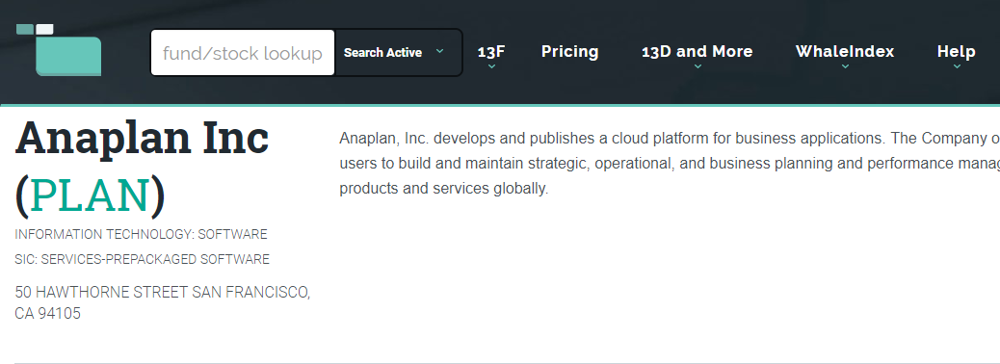 fund/stock lookup Search Active 13F Pricing 13D and More WhaleIndex Help
Anaplan Inc
(PLAN)
INFORMATION TECHNOLOGY: SOFTWARE
SIC: SERVICES-PREPACKAGED SOFTWARE
50 HAWTHORNE STREET SAN FRANCISCO,
CA 94105
Anaplan, Inc. develops and publishes a cloud platform for business applications. The Company
users to build and maintain strategic, operational, and business planning and performance
products and services globally.